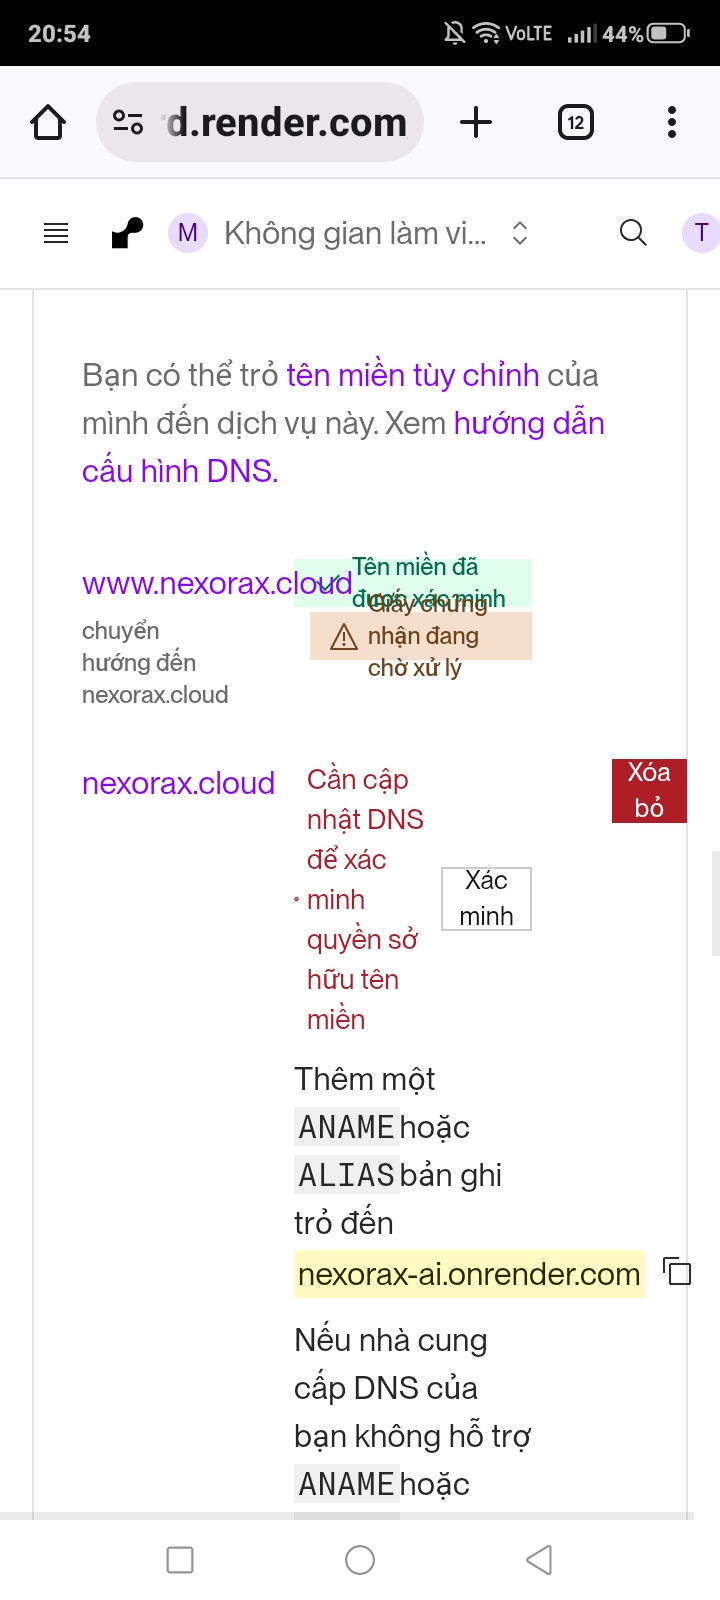 20:54
VoLTE
44%
d.render.com
12
M
Không gian làm vi...
T
Bạn có thể trỏ tên miền tùy chỉnh của
mình đến dịch vụ này. Xem hướng dẫn
cấu hình DNS.
www.nexorax.cloud
Tên miền đã
được xác minh
chuyển
hướng đến
nexorax.cloud
Giấy chứng
nhận đang
chờ xử lý
nexorax.cloud
Cần cập
nhật DNS
để xác
minh
quyền sở
hữu tên
miền
Xác
minh
Xóa
bỏ
Thêm một
ANAME hoặc
ALIAS bản ghi
trỏ đến
nexorax-ai.onrender.com
Nếu nhà cung
cấp DNS của
bạn không hỗ trợ
ANAME hoặc